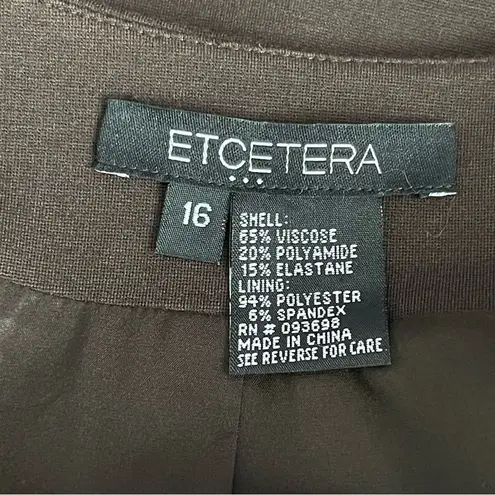 ETCETERA
16
SHELL:
65% VISCOSE
20% POLYAMIDE
15% ELASTANE
LINING:
94% POLYESTER
6% SPANDEX
RN # 093698
MADE IN CHINA
SEE REVERSE FOR CARE